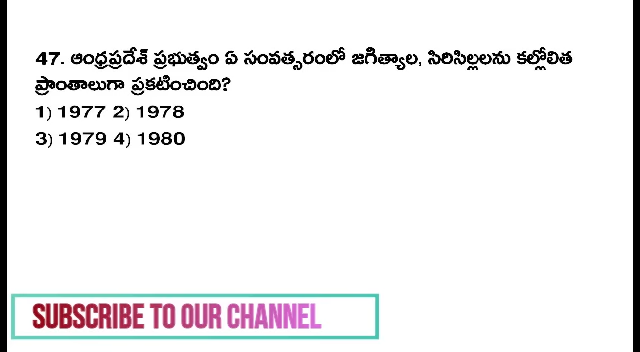 47. ఆంధ్రప్రదేశ్ ప్రభుత్వం ఏ సంవత్సరంలో జగిత్యాల, సిరిసిల్లలను కల్లోలిత
ప్రాంతాలుగా ప్రకటించింది?
1) 1977 2) 1978
3) 1979 4) 1980
SUBSCRIBE TO OUR CHANNEL